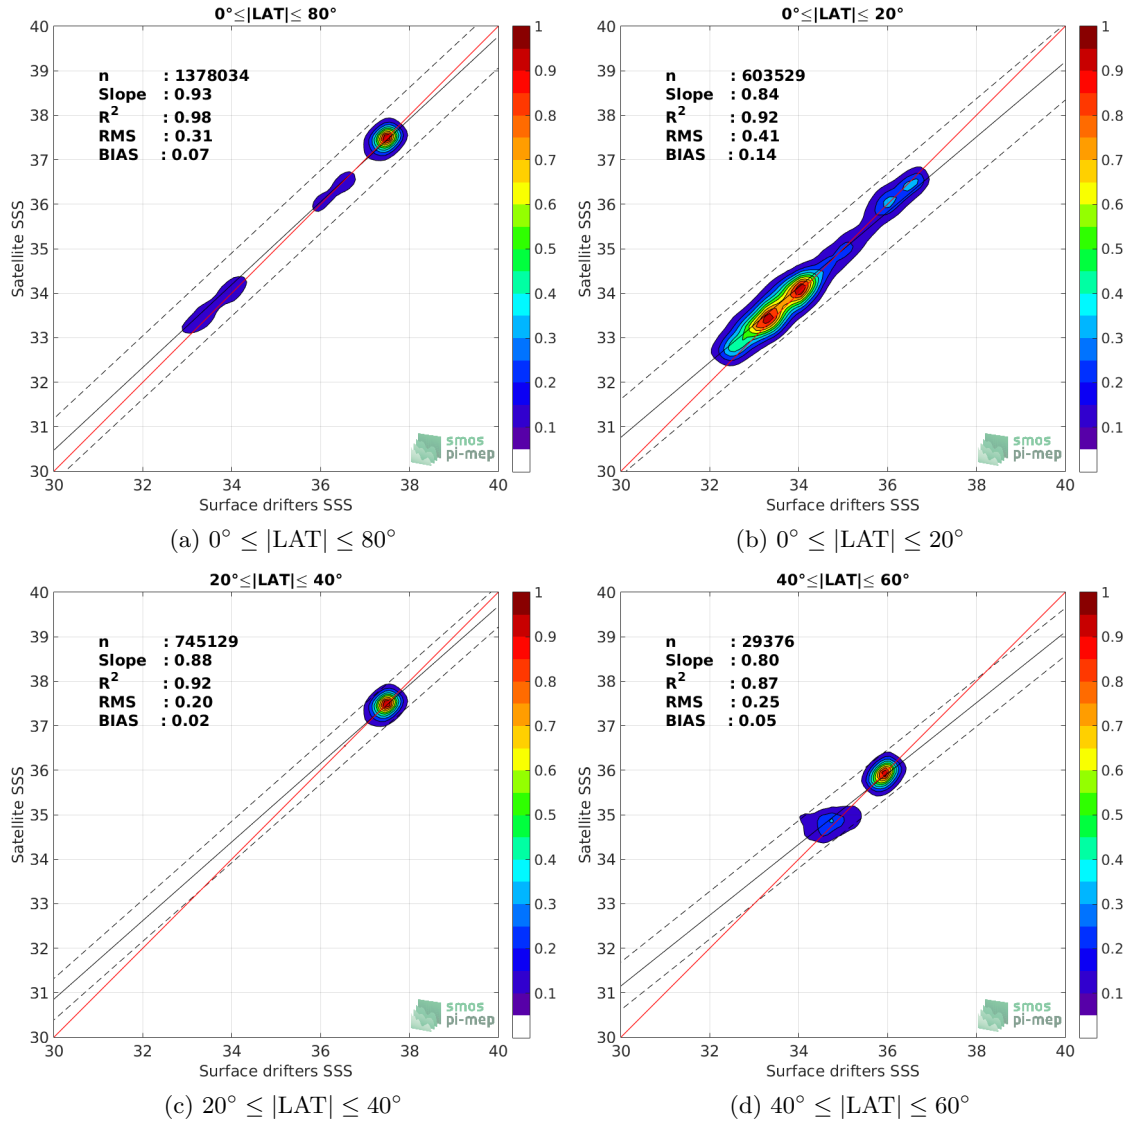 0°≤|LAT|≤ 80°
n : 1378034
Slope : 0.93
R2 : 0.98
RMS : 0.31
BIAS : 0.07
40
39
38
37
36
35
34
33
32
31
30
30 32 34 36 38 40
Satellite SSS
Surface drifters SSS
smos
pi-mep
1
0.9
0.8
0.7
0.6
0.5
0.4
0.3
0.2
0.1
(a) 0° ≤ |LAT| ≤ 80°
0°≤|LAT|≤ 20°
n : 603529
Slope : 0.84
R2 : 0.92
RMS : 0.41
BIAS : 0.14
40
39
38
37
36
35
34
33
32
31
30
30 32 34 36 38 40
Satellite SSS
Surface drifters SSS
smos
pi-mep
1
0.9
0.8
0.7
0.6
0.5
0.4
0.3
0.2
0.1
(b) 0° ≤ |LAT| ≤ 20°
20°≤|LAT|≤ 40°
n : 745129
Slope : 0.88
R2 : 0.92
RMS : 0.20
BIAS : 0.02
40
39
38
37
36
35
34
33
32
31
30
30 32 34 36 38 40
Satellite SSS
Surface drifters SSS
smos
pi-mep
1
0.9
0.8
0.7
0.6
0.5
0.4
0.3
0.2
0.1
(c) 20° ≤ |LAT| ≤ 40°
40°≤|LAT|≤ 60°
n : 29376
Slope : 0.80
R2 : 0.87
RMS : 0.25
BIAS : 0.05
40
39
38
37
36
35
34
33
32
31
30
30 32 34 36 38 40
Satellite SSS
Surface drifters SSS
smos
pi-mep
1
0.9
0.8
0.7
0.6
0.5
0.4
0.3
0.2
0.1
(d) 40° ≤ |LAT| ≤ 60°